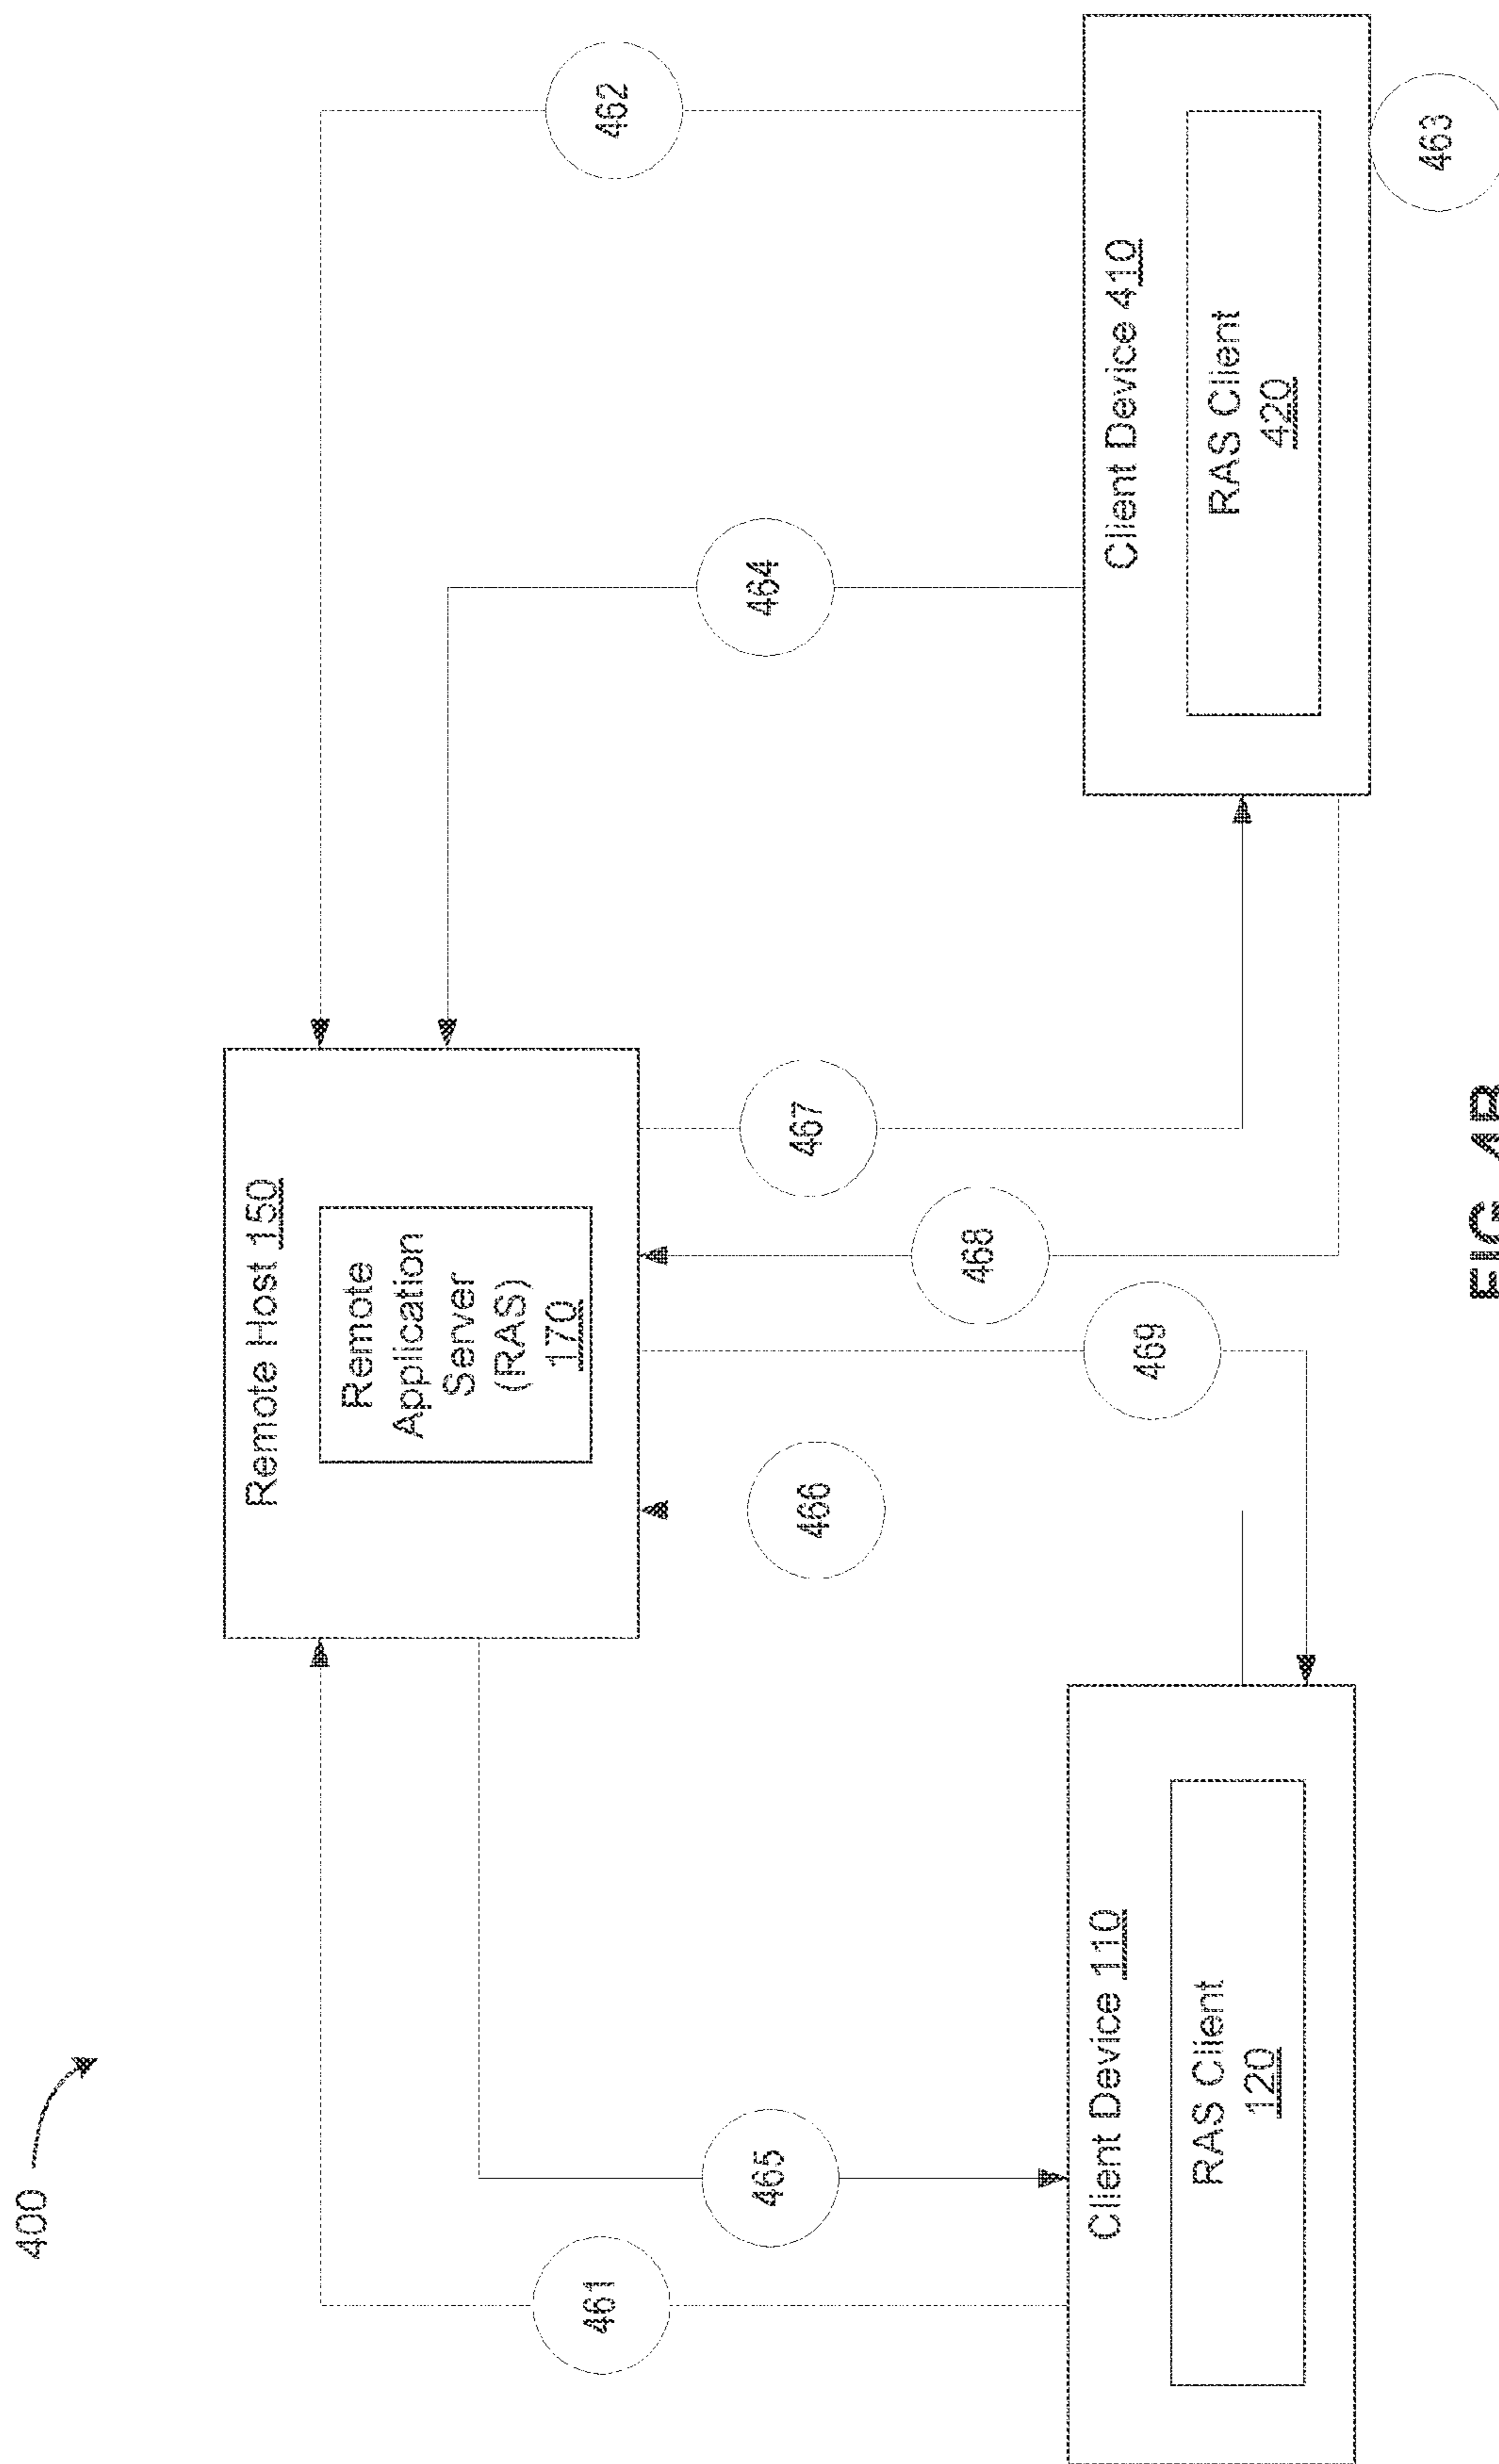 400
Remote Host 150
Remote
Application
Server
(RAS)
170
461
465
466
469
468
467
464
462
Client Device 110
RAS Client
120
Client Device 410
RAS Client
420
463
FIG. 4B